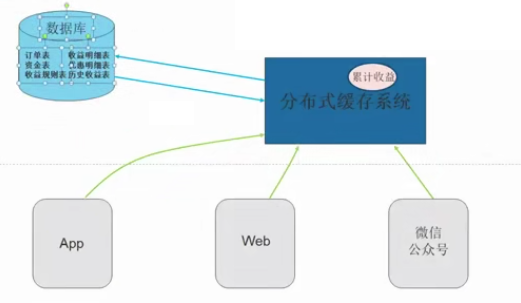 数据库
订单表 收益明细表
资金表 优惠明细表
收益规则表 历史收益表
累计收益
分布式缓存系统
App
Web
微信
公众号